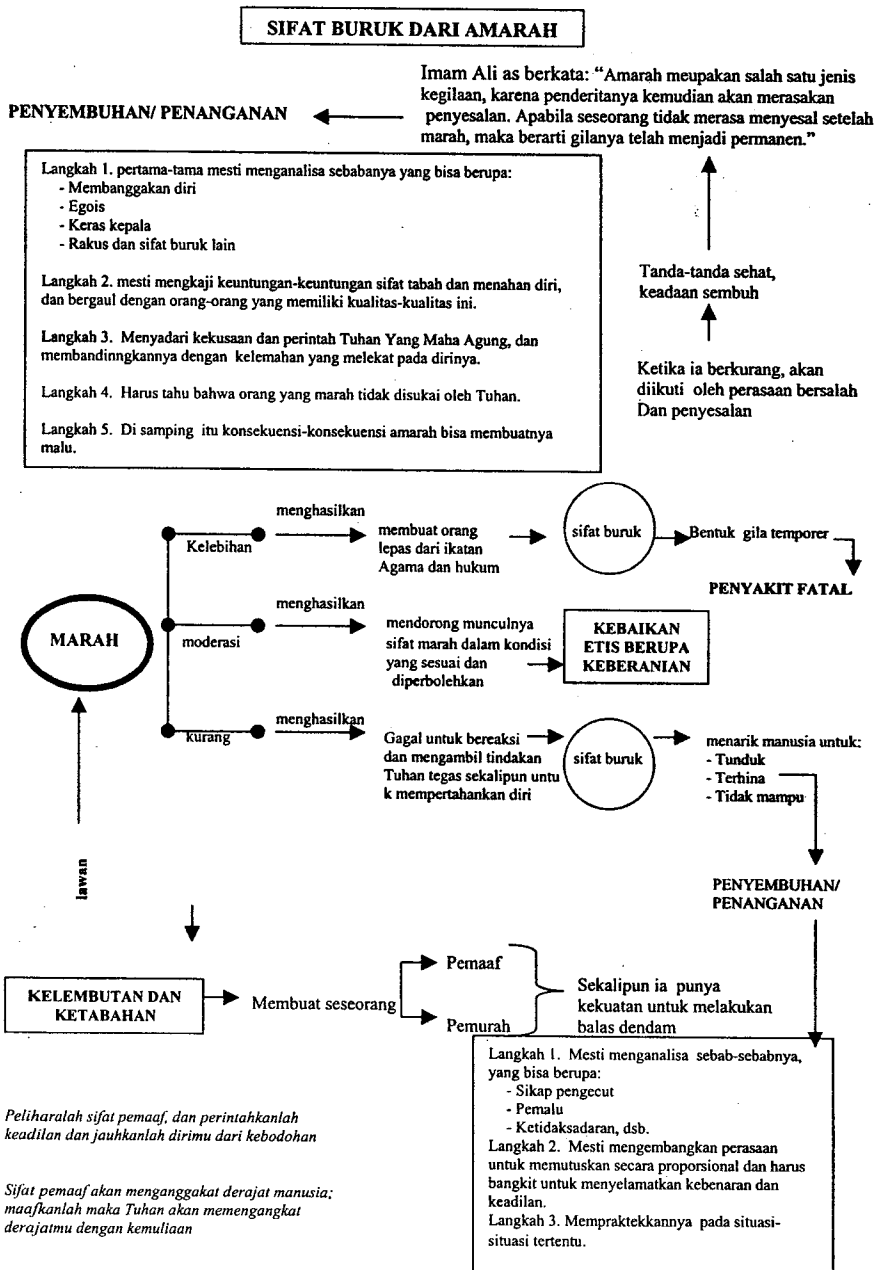 SIFAT BURUK DARI AMARAH
Imam Ali as berkata: “Amarah meupakan salah satu jenis
kegilaan, karena penderitanya kemudian akan merasakan
penyesalan. Apabila seseorang tidak merasa menyesal setelah
marah, maka berarti gilanya telah menjadi permanen.”
PENYEMBUHAN/ PENANGANAN
Langkah 1. pertama-tama mesti menganalisa sebabanya yang bisa berupa:
- Membanggakan diri
- Egois
- Keras kepala
- Rakus dan sifat buruk lain
Langkah 2. mesti mengkaji keuntungan-keuntungan sifat tabah dan menahan diri,
dan bergaul dengan orang-orang yang memiliki kualitas-kualitas ini.
Langkah 3. Menyadari kekusaan dan perintah Tuhan Yang Maha Agung, dan
membandinngkannya dengan kelemahan yang melekat pada dirinya.
Langkah 4. Harus tahu bahwa orang yang marah tidak disukai oleh Tuhan.
Langkah 5. Di samping itu konsekuensi-konsekuensi amarah bisa membuatnya
malu.
Tanda-tanda sehat,
keadaan sembuh
Ketika ia berkurang, akan
diikuti oleh perasaan bersalah
Dan penyesalan
MARAH
Kelebihan
menghasilkan
membuat orang
lepas dari ikatan
Agama dan hukum
sifat buruk
Bentuk gila temporer
PENYAKIT FATAL
moderasi
menghasilkan
mendorong munculnya
sifat marah dalam kondisi
yang sesuai dan
diperbolehkan
KEBAIKAN
ETIS BERUPA
KEBERANIAN
kurang
menghasilkan
Gagal untuk bereaksi
dan mengambil tindakan
Tuhan tegas sekalipun untu
k mempertahankan diri
sifat buruk
menarik manusia untuk:
- Tunduk
- Terhina
- Tidak mampu
lawan
PENYEMBUHAN/
PENANGANAN
KELEMBUTAN DAN
KETABAHAN
Membuat seseorang
Pemaaf
Pemurah
Sekalipun ia punya
kekuatan untuk melakukan
balas dendam
Langkah 1. Mesti menganalisa sebab-sebabnya,
yang bisa berupa:
- Sikap pengecut
- Pemalu
- Ketidaksadaran, dsb.
Langkah 2. Mesti mengembangkan perasaan
untuk memutuskan secara proporsional dan harus
bangkit untuk menyelamatkan kebenaran dan
keadilan.
Langkah 3. Mempraktekkannya pada situasi-
situasi tertentu.
Peliharalah sifat pemaaf, dan perintahkanlah
keadilan dan jauhkanlah dirimu dari kebodohan
Sifat pemaaf akan menganggakat derajat manusia;
maafkanlah maka Tuhan akan memengangkat
derajatmu dengan kemuliaan